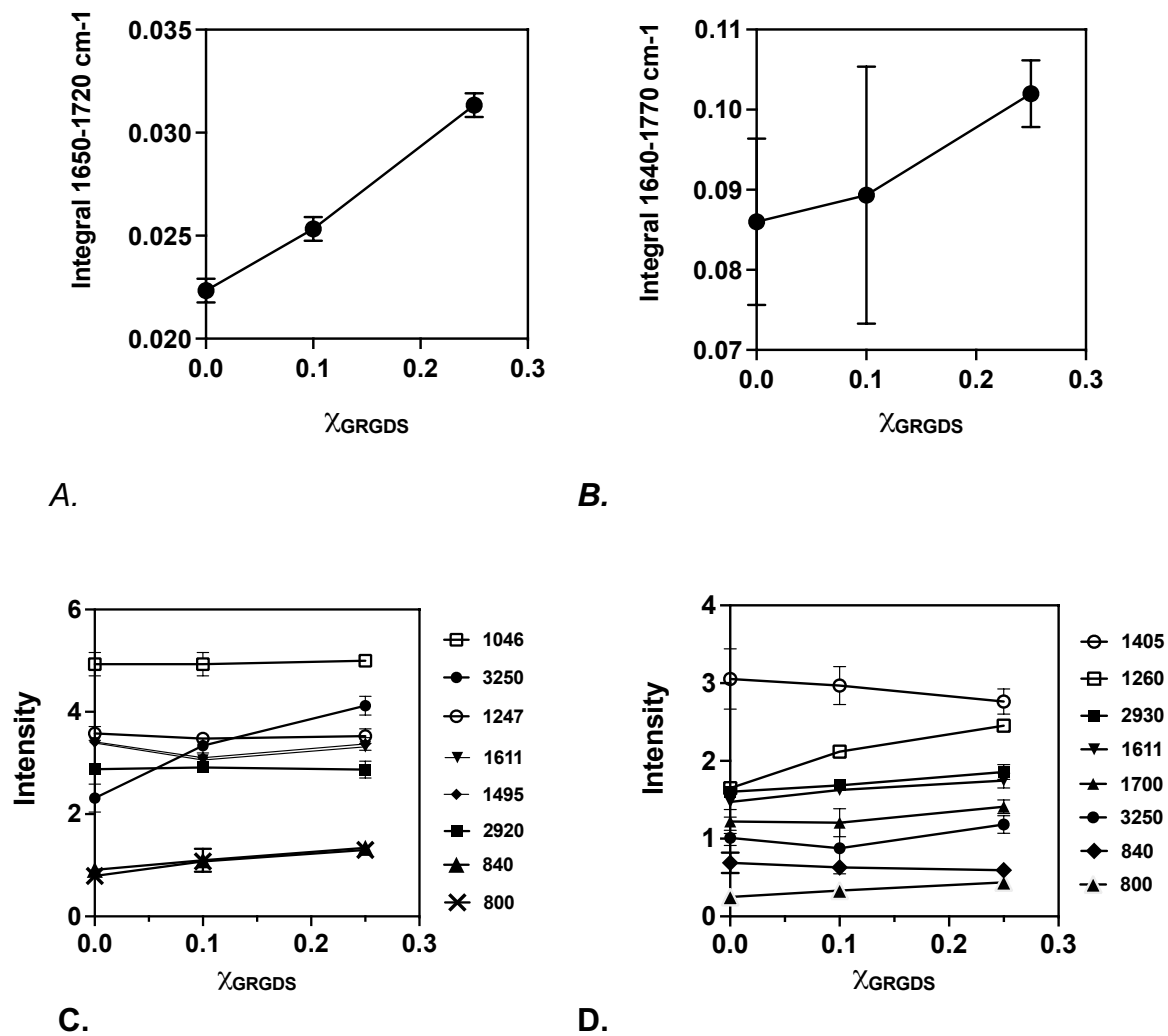 0.035
0.030
0.025
0.020
Integral 1650-1720 cm-1
0.0 0.1 0.2 0.3
χGRGDS
A.
0.11
0.10
0.09
0.08
0.07
Integral 1640-1770 cm-1
0.0 0.1 0.2 0.3
χGRGDS
B.
6
4
2
0
Intensity
0.0 0.1 0.2 0.3
χGRGDS
1046
3250
1247
1611
1495
2920
840
800
C.
4
3
2
1
0
Intensity
0.0 0.1 0.2 0.3
χGRGDS
1405
1260
2930
1611
1700
3250
840
800
D.